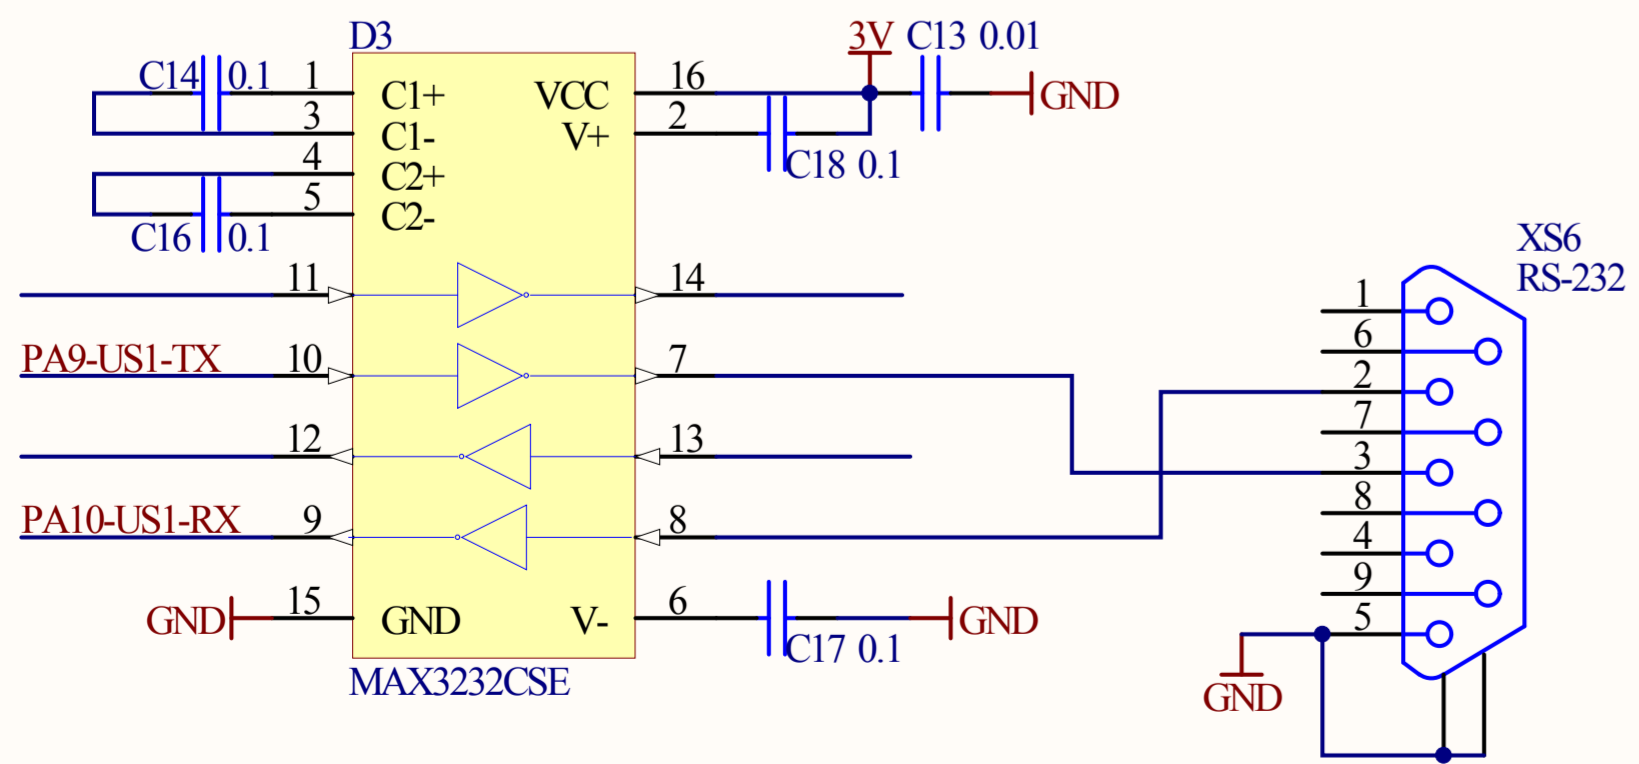 D3
C14 0.1
1
C1+
3
C1-
4
C2+
5
C2-
C16 0.1
VCC
16
V+
2
3V
C13 0.01
GND
C18 0.1
11
14
PA9-US1-TX
10
7
12
13
PA10-US1-RX
9
8
GND
15
GND
V-
6
C17 0.1
GND
MAX3232CSE
XS6
RS-232
1
6
2
7
3
8
4
9
5
GND